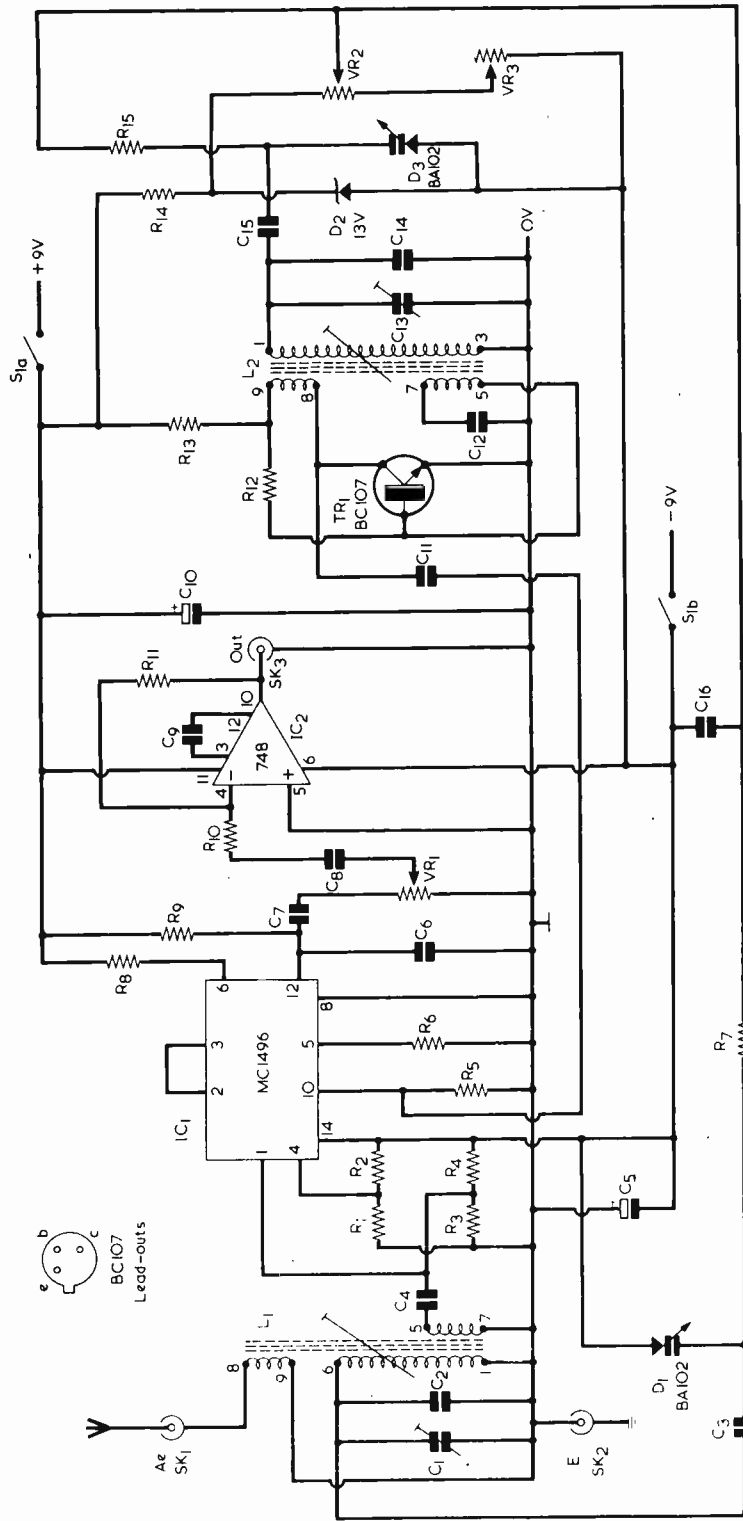 Ae
SK1
8
9
L1
6
1
5
7
C1
C2
C3
C4
E
SK2
D1
BA102
e
b
c
BC107
Lead-outs
IC1
2
3
MC1496
1
4
14
10
5
8
6
12
R1
R2
R3
R4
C5
R5
R6
R7
R8
R9
C6
C7
VR1
C8
R10
4
11
3
12
10
C9
748
−
+
5
6
IC2
R11
Out
SK3
C10
+
C11
TR1
BC107
R12
R13
S1a
+9V
9
8
L2
1
7
5
3
C12
C13
C14
C15
0V
R14
D2
13V
R15
D3
BA102
VR2
VR3
S1b
−9V
C16